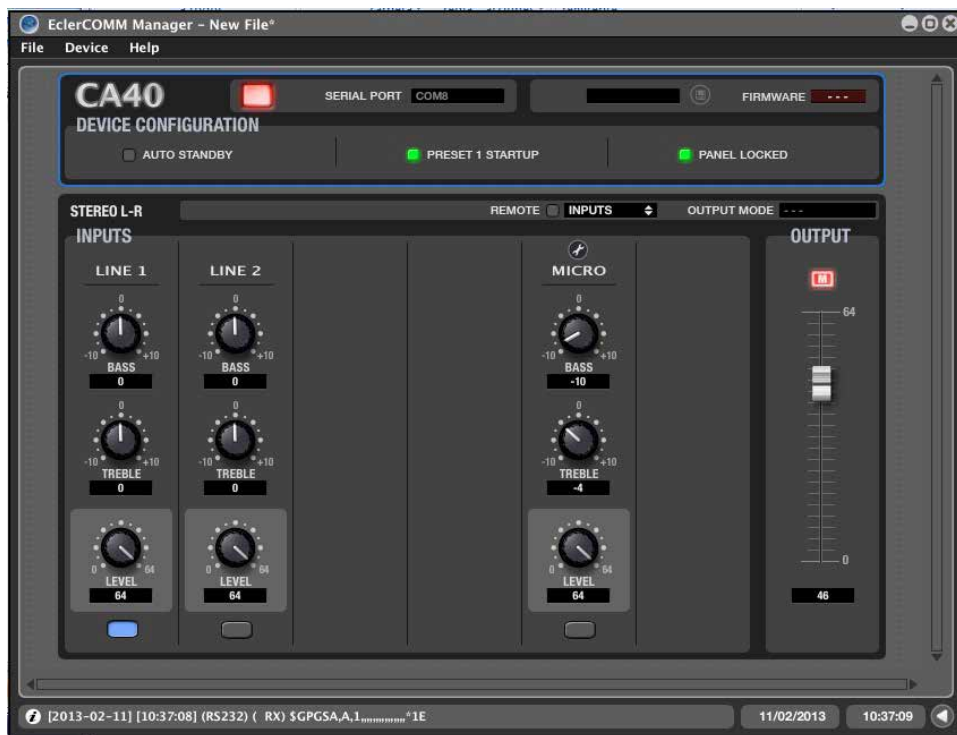 EclerCOMM Manager – New File*
File Device Help
CA40
SERIAL PORT COM8
FIRMWARE ---
DEVICE CONFIGURATION
AUTO STANDBY
PRESET 1 STARTUP
PANEL LOCKED
STEREO L-R
REMOTE INPUTS
OUTPUT MODE ---
INPUTS
OUTPUT
LINE 1 LINE 2 MICRO
M
0 0 0
64
-10 +10 -10 +10 -10 +10
BASS BASS BASS
0 0 -10
0 0 0
-10 +10 -10 +10 -10 +10
TREBLE TREBLE TREBLE
0 0 -4
0 64 0 64 0 64
0
LEVEL LEVEL LEVEL
64 64 64
46
[2013-02-11] [10:37:08] (RS232) ( RX) $GPGSA,A,1,,,,,,,,,,,,,,,*1E
11/02/2013
10:37:09